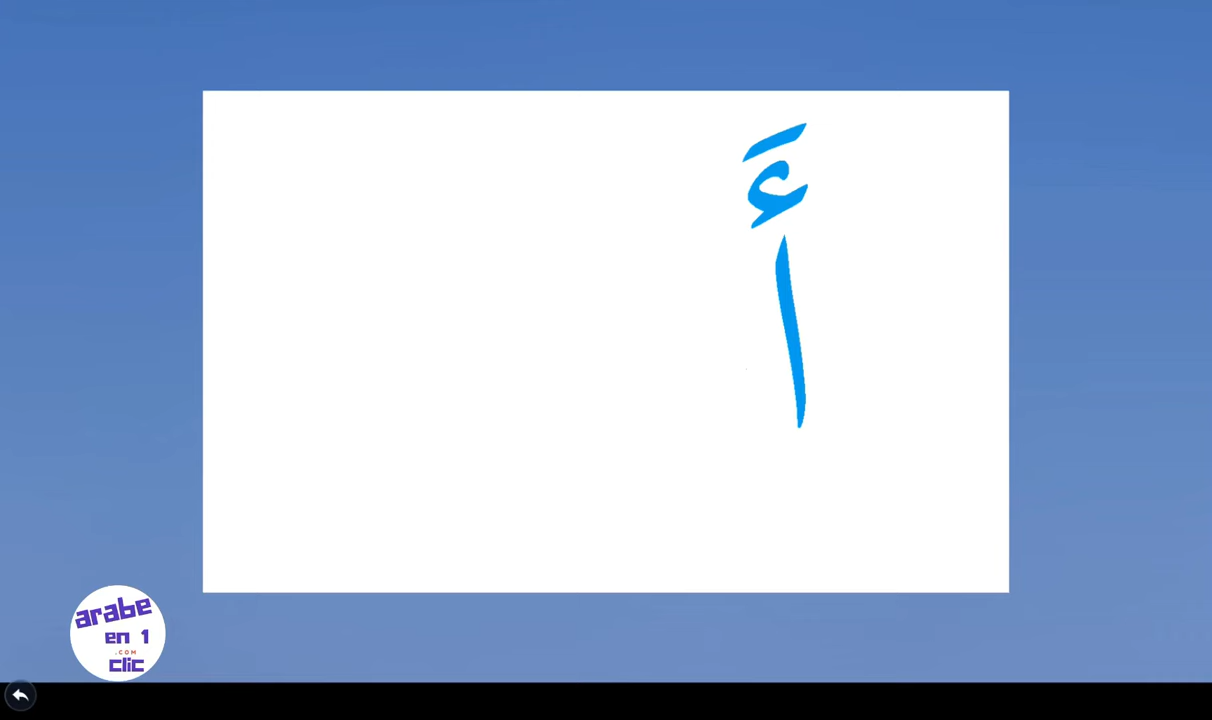 أَ
arabe
en 1
.COM
clic